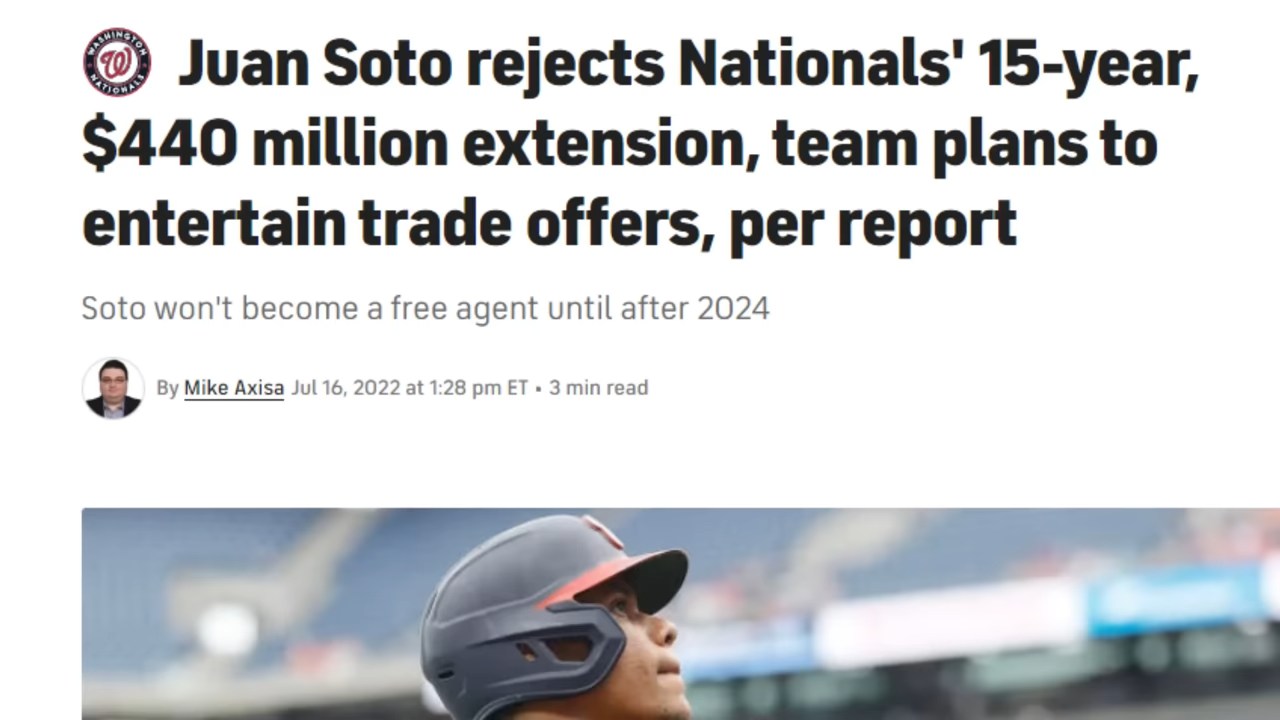 WASHINGTON NATIONALS
Juan Soto rejects Nationals' 15-year,
$440 million extension, team plans to
entertain trade offers, per report
Soto won't become a free agent until after 2024
By Mike Axisa Jul 16, 2022 at 1:28 pm ET • 3 min read